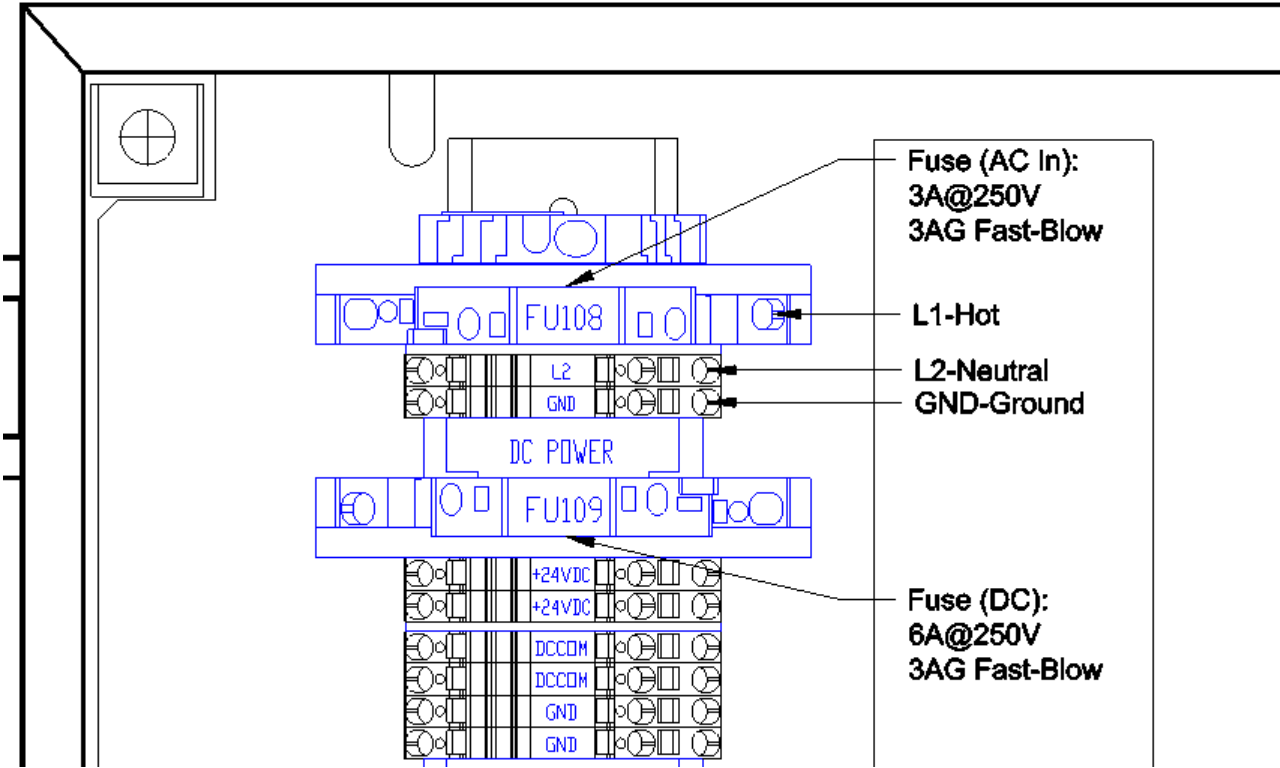 Fuse (AC In):
3A@250V
3AG Fast-Blow
FU108
L1-Hot
L2
L2-Neutral
GND
GND-Ground
DC POWER
FU109
+24VDC
+24VDC
Fuse (DC):
6A@250V
3AG Fast-Blow
DCCOM
DCCOM
GND
GND